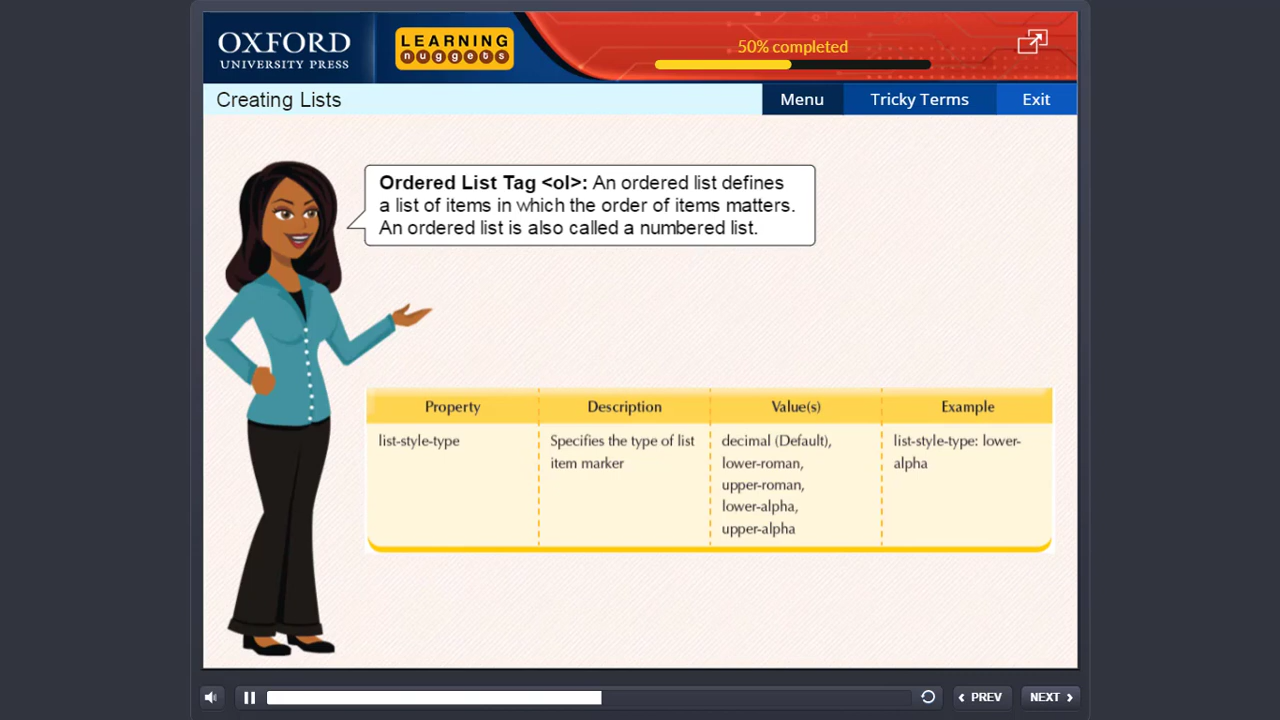 OXFORD
UNIVERSITY PRESS
LEARNING
nuggets
50% completed
Creating Lists
Menu
Tricky Terms
Exit
Ordered List Tag <ol>: An ordered list defines
a list of items in which the order of items matters.
An ordered list is also called a numbered list.
Property
Description
Value(s)
Example
list-style-type
Specifies the type of list
item marker
decimal (Default),
lower-roman,
upper-roman,
lower-alpha,
upper-alpha
list-style-type: lower-
alpha
PREV
NEXT